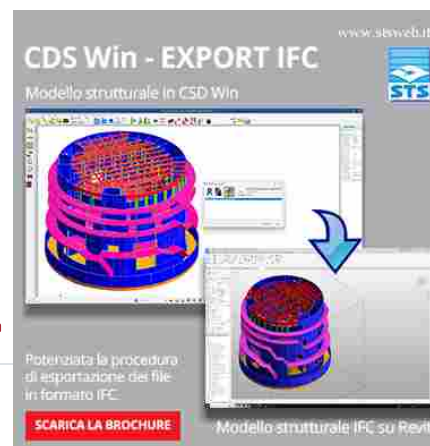 www.stsweb.it
CDS Win - EXPORT IFC
STS
Modello strutturale in CSD Win
Potenziata la procedura
di esportazione dei file
in formato IFC.
SCARICA LA BROCHURE
Modello strutturale IFC su Revit